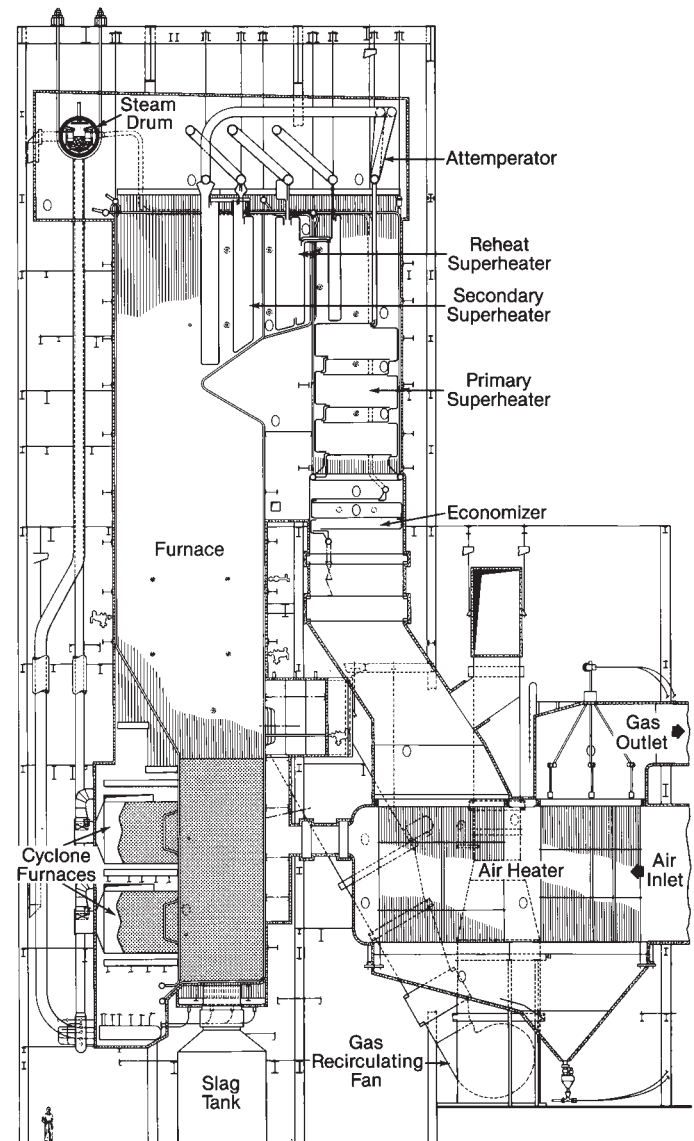 Steam
Drum
Attemperator
Reheat
Superheater
Secondary
Superheater
Primary
Superheater
Economizer
Furnace
Gas
Outlet
Cyclone
Furnaces
Air Heater
Air
Inlet
Gas
Recirculating
Fan
Slag
Tank